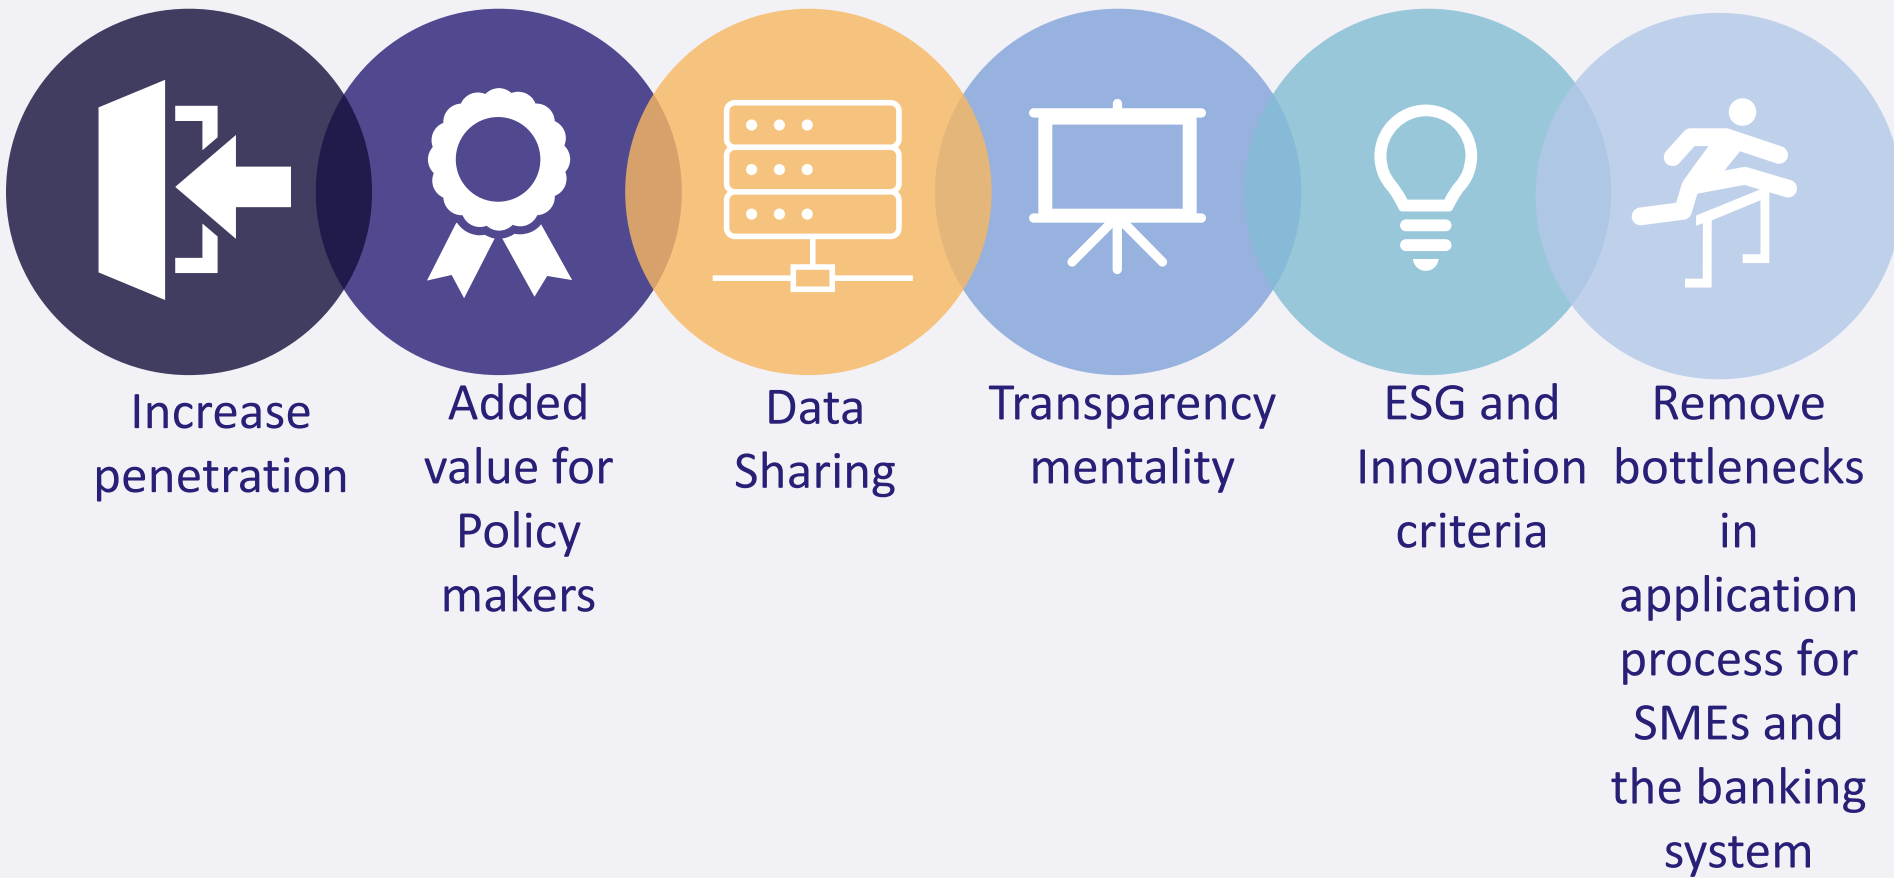 Increase
penetration
Added
value for
Policy
makers
Data
Sharing
Transparency
mentality
ESG and
Innovation
criteria
Remove
bottlenecks
in
application
process for
SMEs and
the banking
system